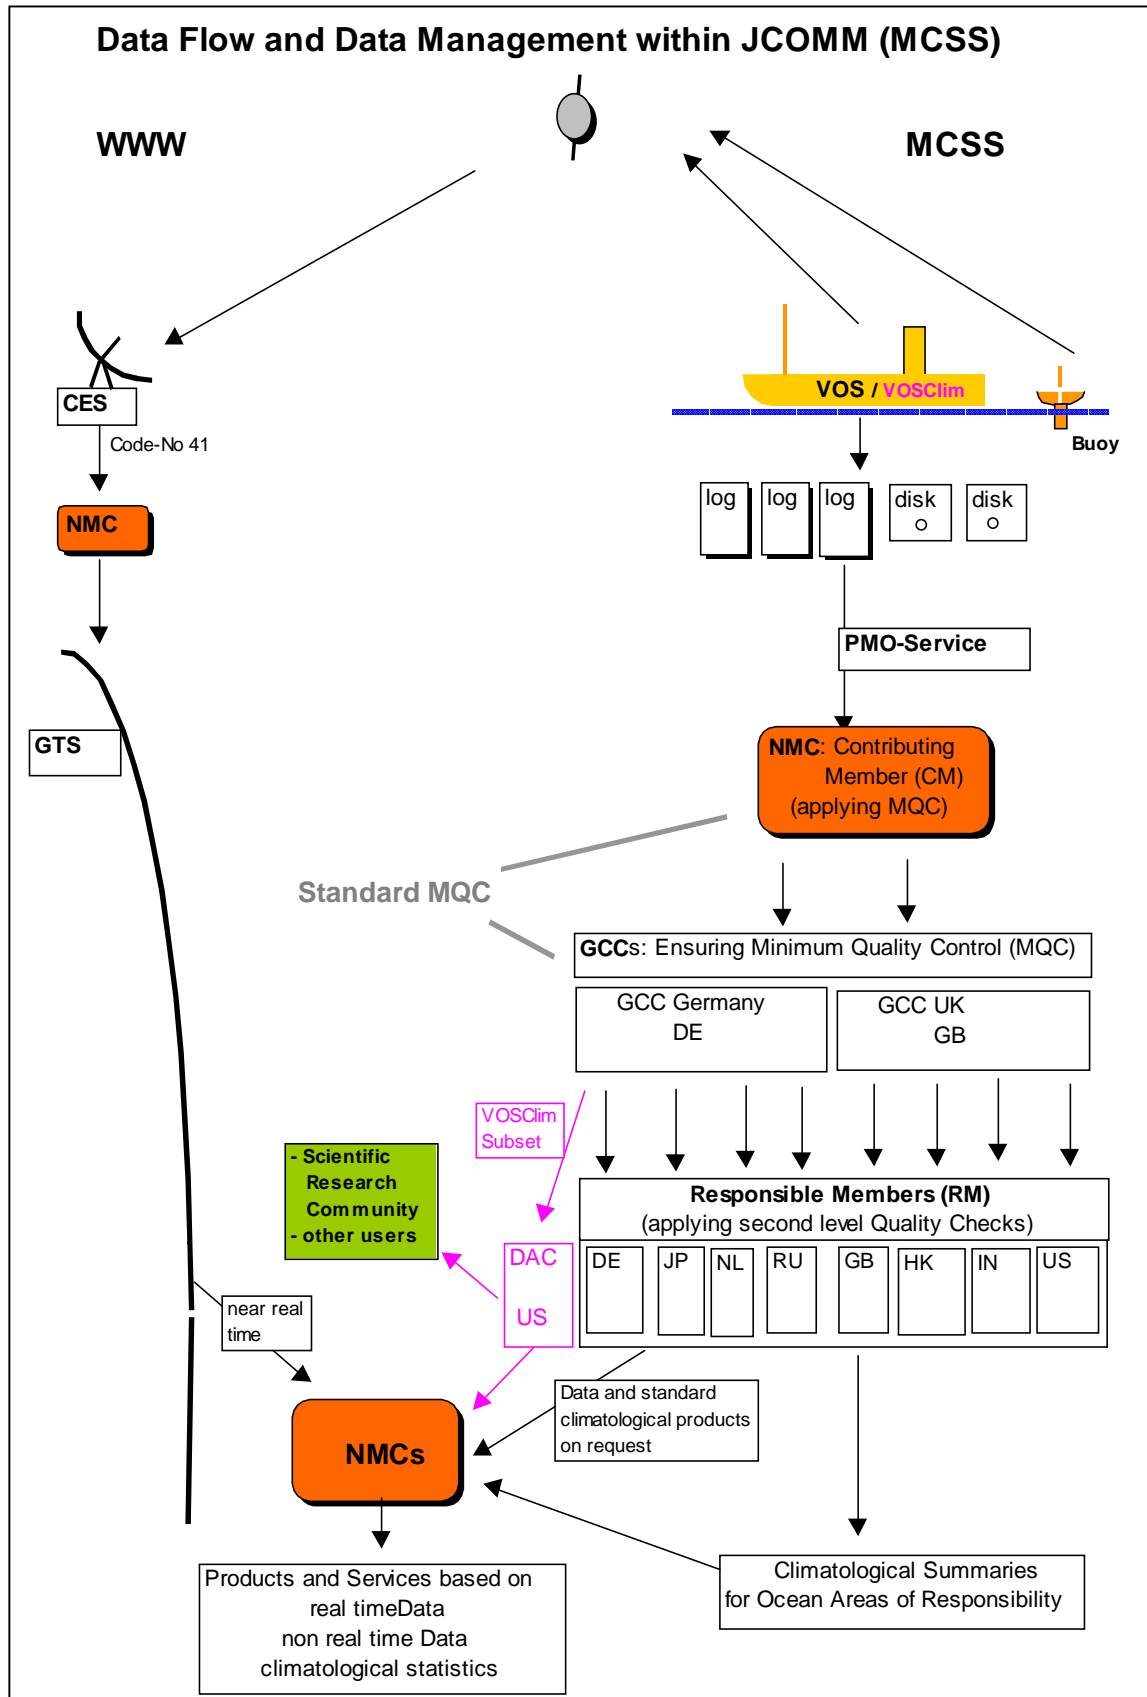 Data Flow and Data Management within JCOMM (MCSS)
WWW
MCSS
CES
Code-No 41
NMC
GTS
VOS / VOSClim
Buoy
log
log
log
disk
disk
PMO-Service
NMC: Contributing
Member (CM)
(applying MQC)
Standard MQC
GCCs: Ensuring Minimum Quality Control (MQC)
GCC Germany
DE
GCC UK
GB
VOSClim
Subset
- Scientific
Research
Community
- other users
DAC
US
Responsible Members (RM)
(applying second level Quality Checks)
DE
JP
NL
RU
GB
HK
IN
US
near real
time
Data and standard
climatological products
on request
NMCs
Products and Services based on
real timeData
non real time Data
climatological statistics
Climatological Summaries
for Ocean Areas of Responsibility